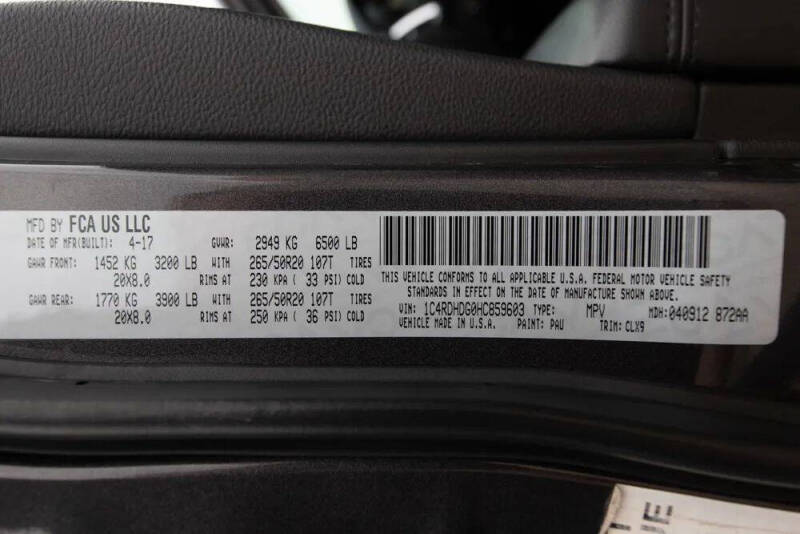 MFD BY FCA US LLC
DATE OF MFR(BUILT): 4-17 GVWR: 2949 KG 6500 LB
GAWR FRONT: 1452 KG 3200 LB WITH 265/50R20 107T TIRES
20X8.0 RIMS AT 230 KPA ( 33 PSI) COLD
GAWR REAR: 1770 KG 3900 LB WITH 265/50R20 107T TIRES
20X8.0 RIMS AT 250 KPA ( 36 PSI) COLD
THIS VEHICLE CONFORMS TO ALL APPLICABLE U.S.A. FEDERAL MOTOR VEHICLE SAFETY
STANDARDS IN EFFECT ON THE DATE OF MANUFACTURE SHOWN ABOVE.
VIN: 1C4RDHDG0HC859603 TYPE: MPV MDH: 040912 872AA
VEHICLE MADE IN U.S.A. PAINT: PAU TRIM: CLX9